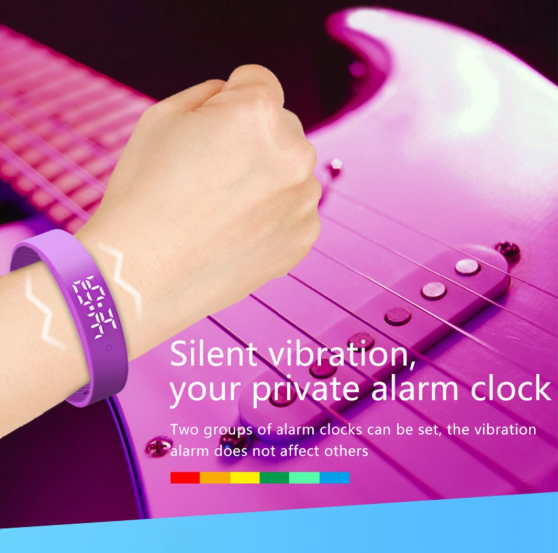 Silent vibration,
your private alarm clock
Two groups of alarm clocks can be set, the vibration
alarm does not affect others